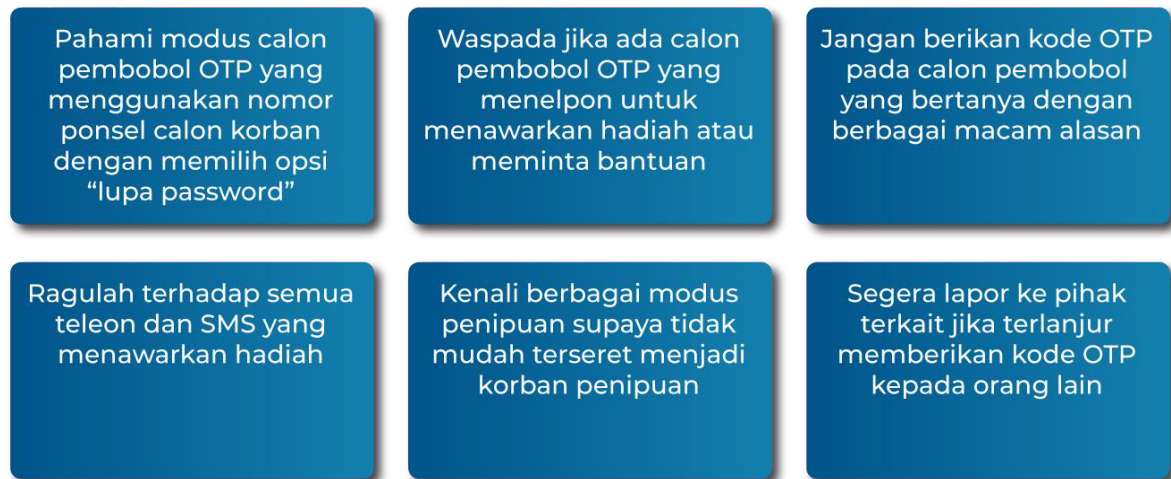 Pahami modus calon
pembobol OTP yang
menggunakan nomor
ponsel calon korban
dengan memilih opsi
“lupa password”
Waspada jika ada calon
pembobol OTP yang
menelpon untuk
menawarkan hadiah atau
meminta bantuan
Jangan berikan kode OTP
pada calon pembobol
yang bertanya dengan
berbagai macam alasan
Ragulah terhadap semua
teleon dan SMS yang
menawarkan hadiah
Kenali berbagai modus
penipuan supaya tidak
mudah terseret menjadi
korban penipuan
Segera lapor ke pihak
terkait jika terlanjur
memberikan kode OTP
kepada orang lain